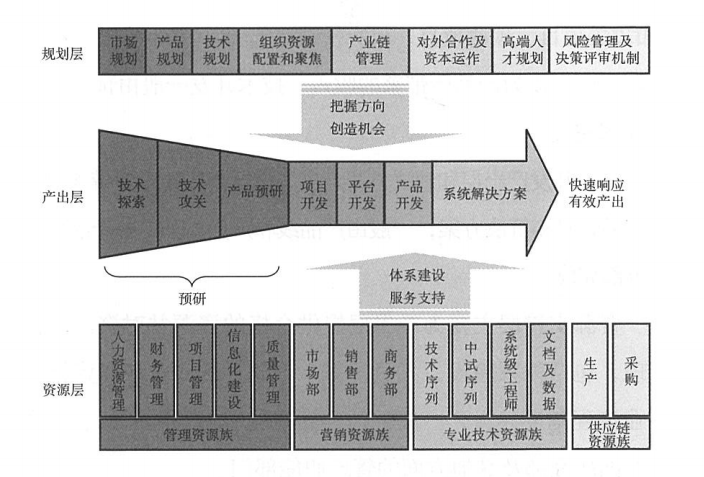 规划层
市场
规划
产品
规划
技术
规划
组织资源
配置和聚焦
产业链
管理
对外合作及
资本运作
高端人
才规划
风险管理及
决策评审机制
把握方向
创造机会
产出层
技术
探索
技术
攻关
产品预研
项目
开发
平台
开发
产品
开发
系统解决方案
快速响应
有效产出
预研
体系建设
服务支持
资源层
人力资源管理
财务管理
项目管理
信息化建设
质量管理
市场部
销售部
商务部
技术序列
中试序列
系统级工程师
文档及数据
生产
采购
管理资源族
营销资源族
专业技术资源族
供应链
资源族